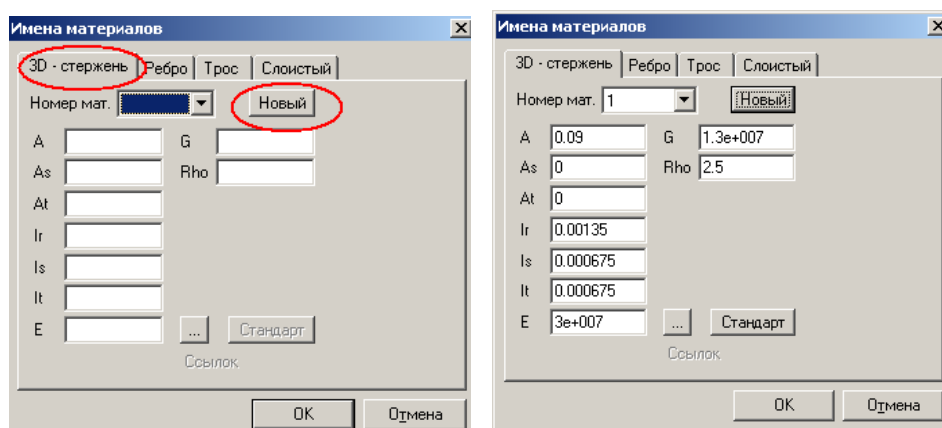 Имена материалов
3D - стержень Ребро Трос Слоистый
Номер мат. Новый
A G
As Rho
At
Ir
Is
It
E ... Стандарт
Ссылок
OK Отмена
Имена материалов
3D - стержень Ребро Трос Слоистый
Номер мат. 1 Новый
A 0.09 G 1.3e+007
As 0 Rho 2.5
At 0
Ir 0.00135
Is 0.000675
It 0.000675
E 3e+007 ... Стандарт
Ссылок
OK Отмена